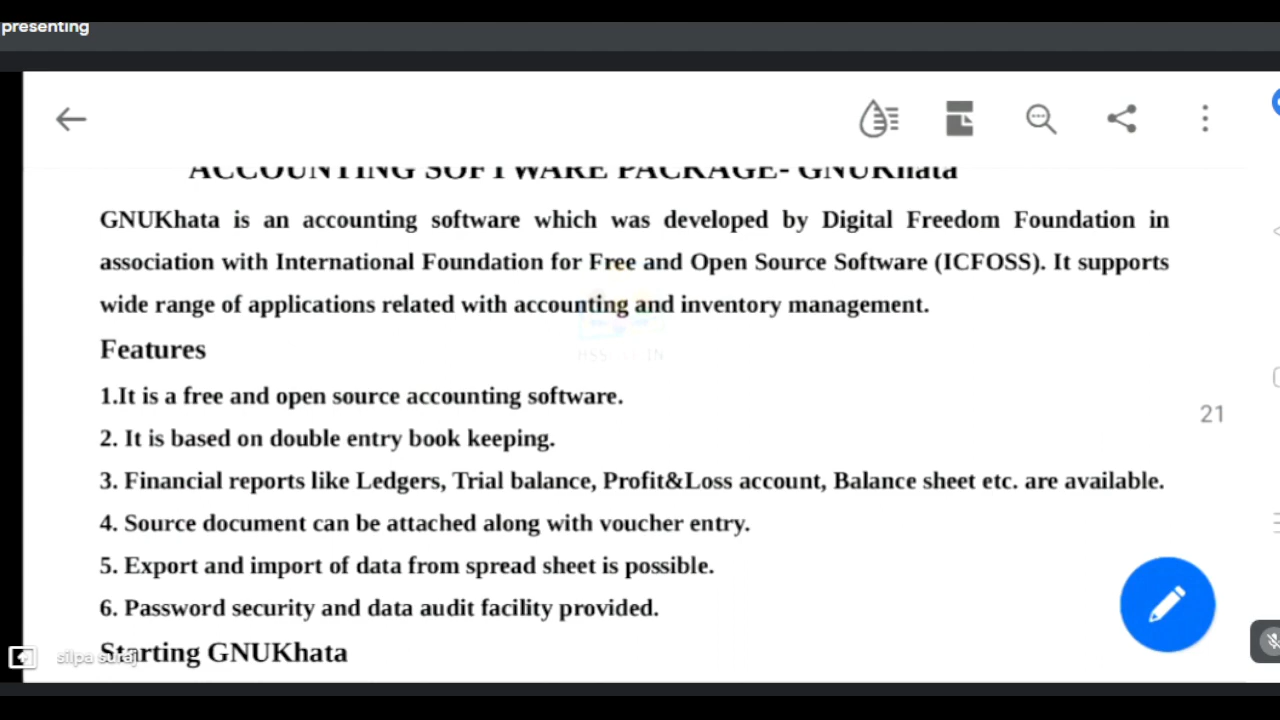 presenting
ACCOUNTING SOFTWARE PACKAGE- GNUKhata
GNUKhata is an accounting software which was developed by Digital Freedom Foundation in
association with International Foundation for Free and Open Source Software (ICFOSS). It supports
wide range of applications related with accounting and inventory management.
Features
1.It is a free and open source accounting software.
2. It is based on double entry book keeping.
21
3. Financial reports like Ledgers, Trial balance, Profit&Loss account, Balance sheet etc. are available.
4. Source document can be attached along with voucher entry.
5. Export and import of data from spread sheet is possible.
6. Password security and data audit facility provided.
Starting GNUKhata
silpa suraj